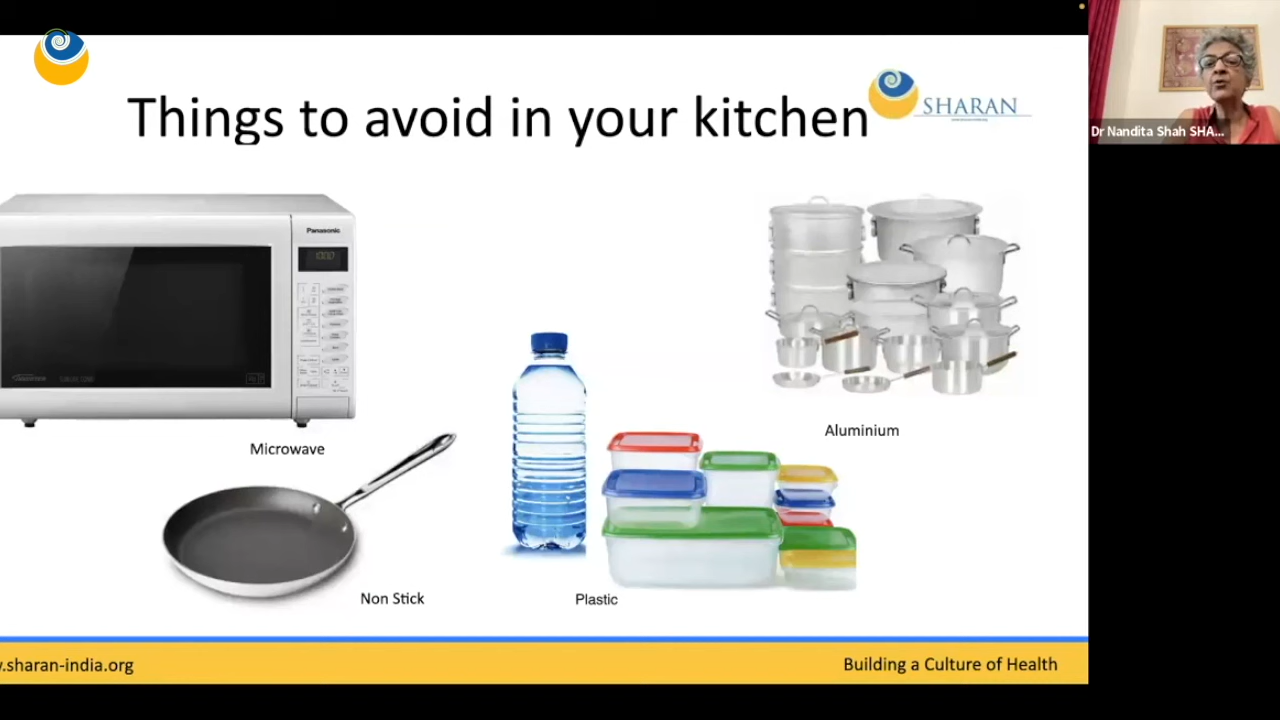 Things to avoid in your kitchen
SHARAN
Dr Nandita Shah SHA...
Panasonic
Microwave
Aluminium
Non Stick
Plastic
.sharan-india.org
Building a Culture of Health